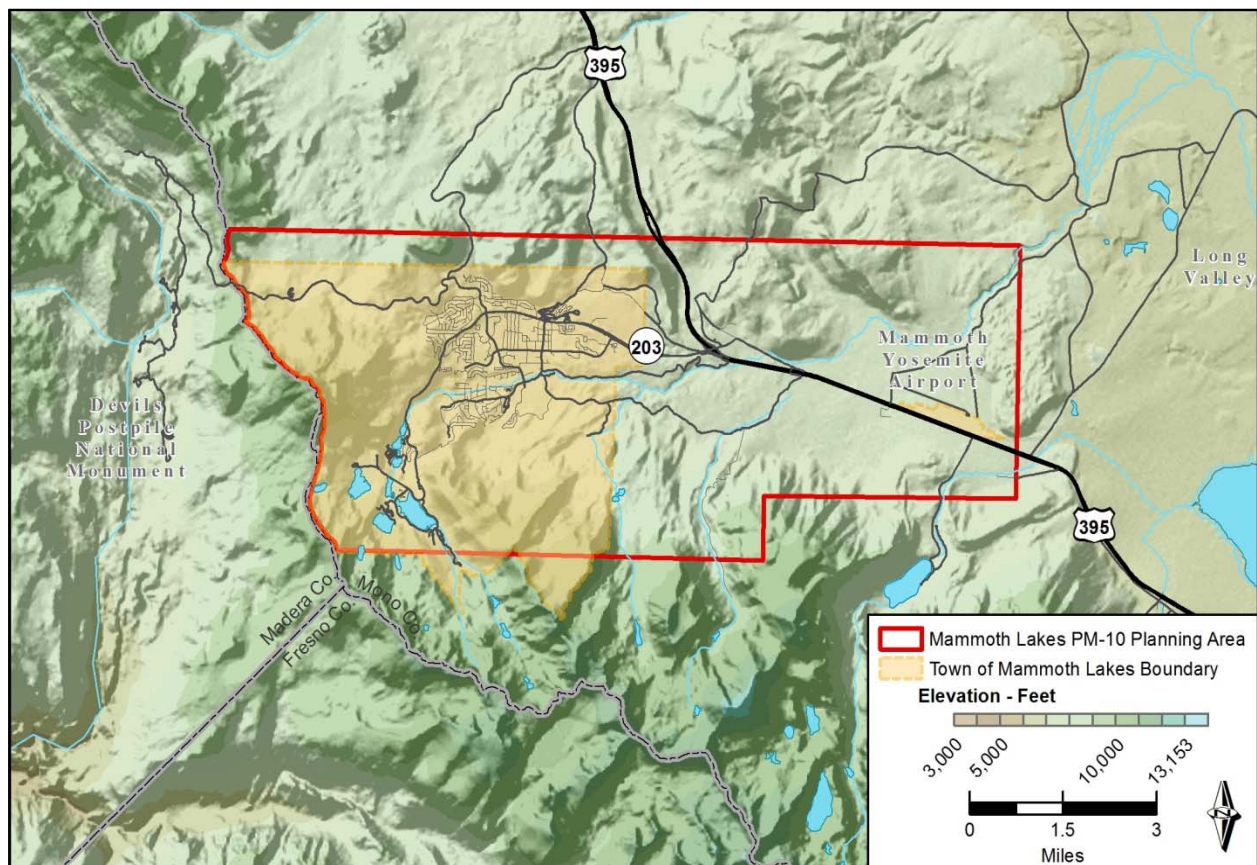 395
203
Mammoth
Yosemite
Airport
Long
Valley
Devils
Postpile
National
Monument
Madera Co.
Fresno Co.
Mono Co.
395
Mammoth Lakes PM-10 Planning Area
Town of Mammoth Lakes Boundary
Elevation - Feet
3,000 5,000 10,000 13,153
0 1.5 3
Miles